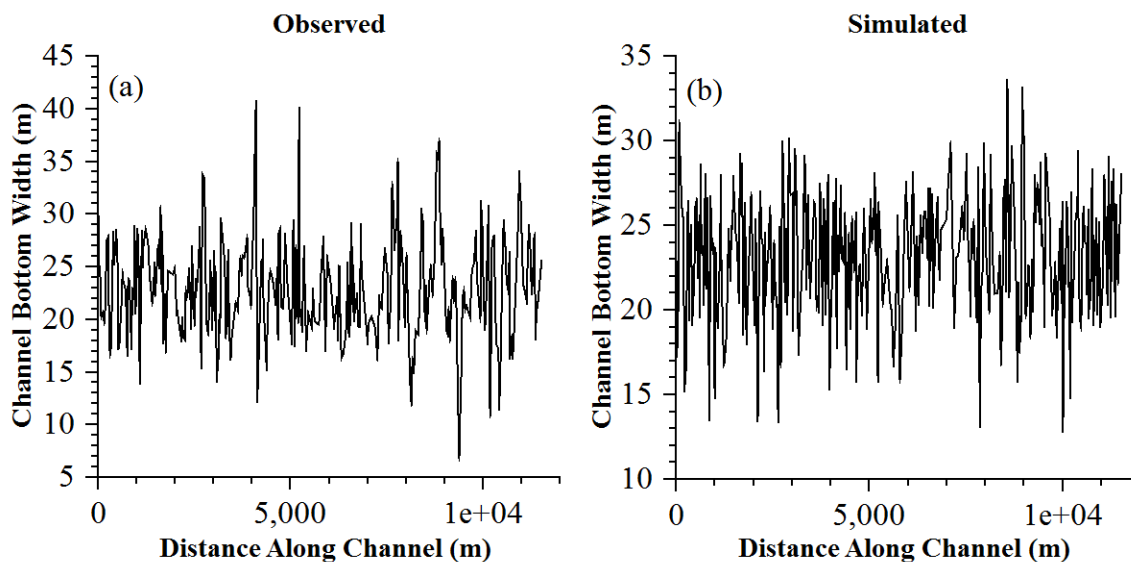 Observed
(a)
Channel Bottom Width (m)
45
40
35
30
25
20
15
10
5
0
5,000
1e+04
Distance Along Channel (m)
Simulated
(b)
Channel Bottom Width (m)
35
30
25
20
15
10
0
5,000
1e+04
Distance Along Channel (m)